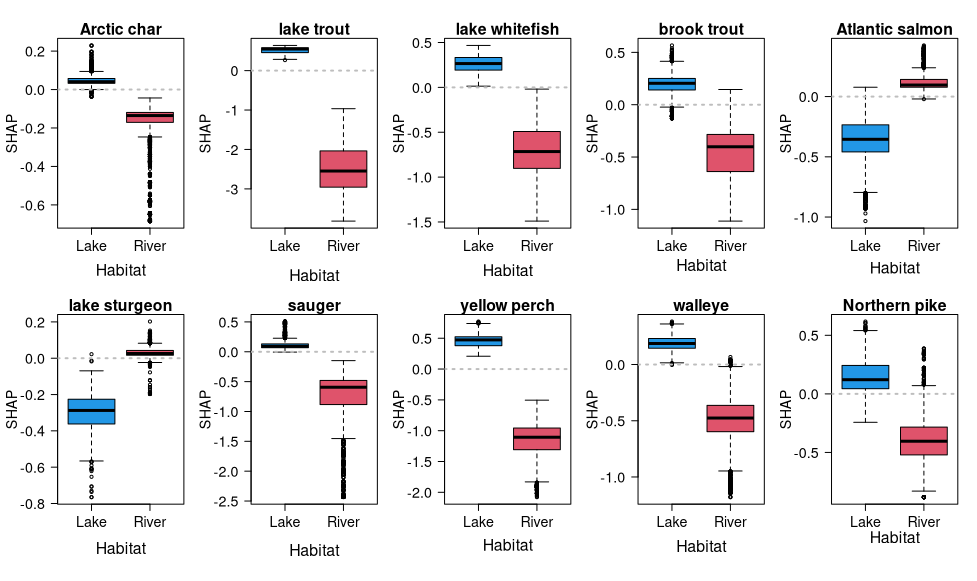 Arctic char
lake trout
lake whitefish
brook trout
Atlantic salmon
SHAP
0.2
0.0
-0.2
-0.4
-0.6
Lake River
Habitat
SHAP
0
-1
-2
-3
Lake River
Habitat
SHAP
0.5
0.0
-0.5
-1.0
-1.5
Lake River
Habitat
SHAP
0.5
0.0
-0.5
-1.0
Lake River
Habitat
SHAP
0.0
-0.5
-1.0
Lake River
Habitat
lake sturgeon
sauger
yellow perch
walleye
Northern pike
SHAP
0.2
0.0
-0.2
-0.4
-0.6
-0.8
Lake River
Habitat
SHAP
0.5
0.0
-0.5
-1.0
-1.5
-2.0
-2.5
Lake River
Habitat
SHAP
0.5
0.0
-0.5
-1.0
-1.5
-2.0
Lake River
Habitat
SHAP
0.0
-0.5
-1.0
Lake River
Habitat
SHAP
0.5
0.0
-0.5
Lake River
Habitat